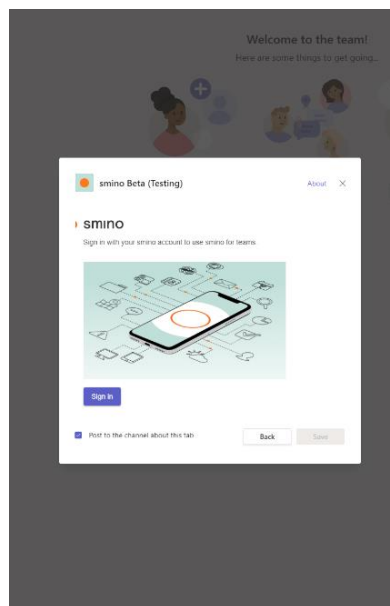 Welcome to the team!
Here are some things to get going...
smino Beta (Testing)
About
smino
Sign in with your smino account to use smino for teams.
Sign in
Post to the channel about this tab
Back
Save